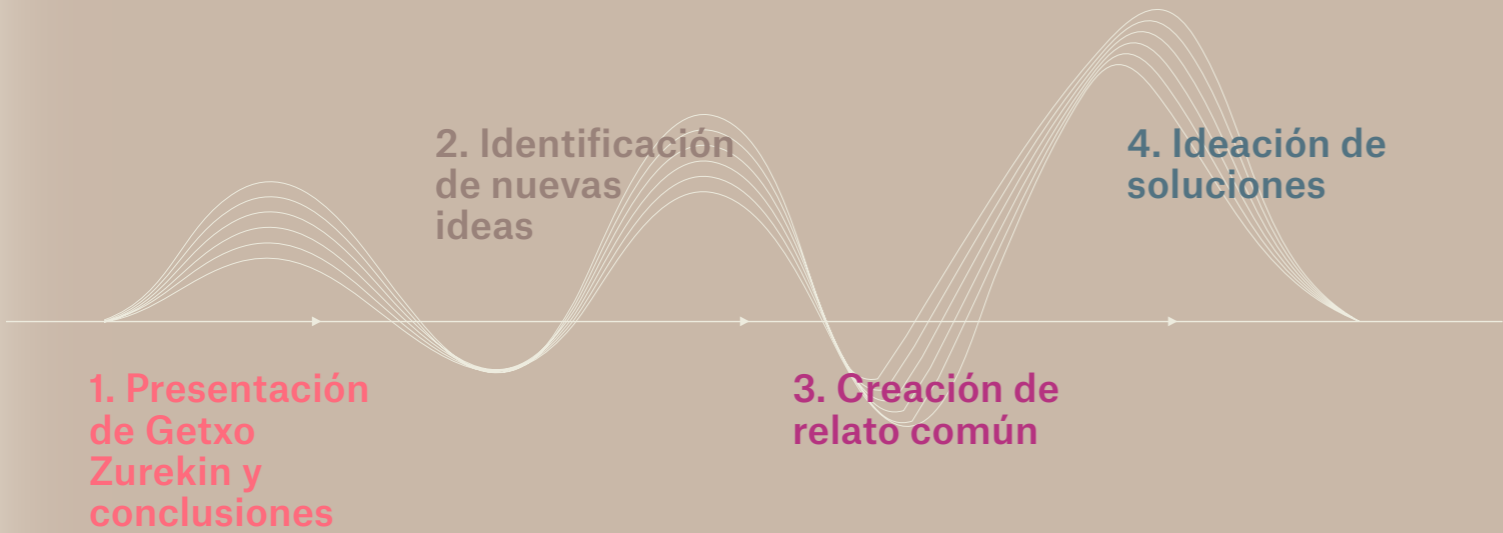 1. Presentación
de Getxo
Zurekin y
conclusiones
2. Identificación
de nuevas
ideas
3. Creación de
relato común
4. Ideación de
soluciones